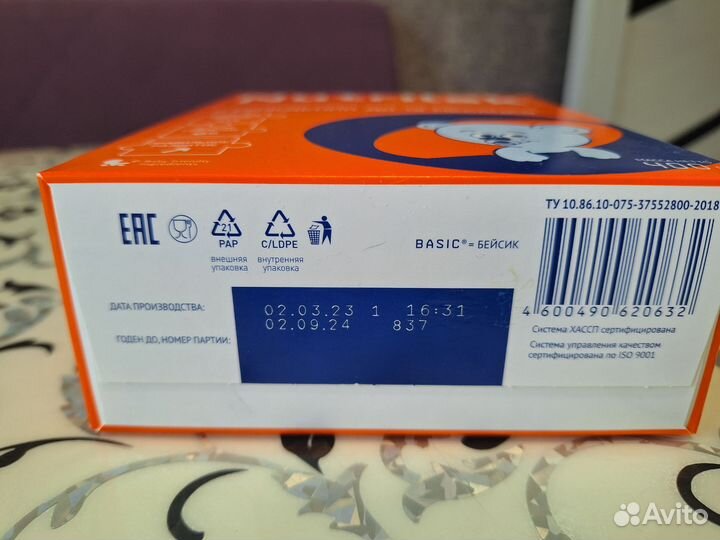 ТУ 10.86.10-075-37552800-2018
EAC
21
PAP
внешняя
упаковка
C/LDPE
внутренняя
упаковка
BASIC® = БЕЙСИК
4 600490 620632
Система ХАССП сертифицирована
Система управления качеством
сертифицирована по ISO 9001
ДАТА ПРОИЗВОДСТВА:
02.03.23 1 16:31
ГОДЕН ДО, НОМЕР ПАРТИИ:
02.09.24 837
Avito